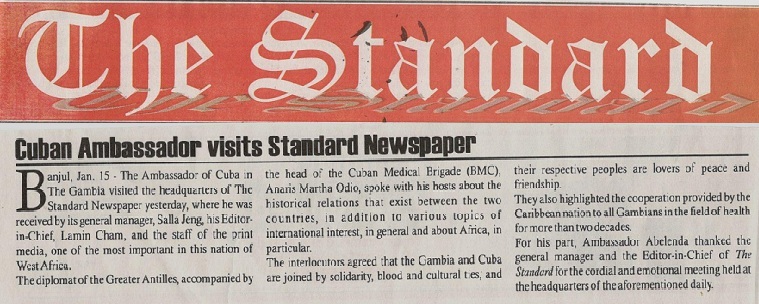 The Standard
Cuban Ambassador visits Standard Newspaper
Banjul, Jan. 15 - The Ambassador of Cuba in
The Gambia visited the headquarters of The
Standard Newspaper yesterday, where he was
received by its general manager, Salla Jeng, his Editor-
in-Chief, Lamin Cham, and the staff of the print
media, one of the most important in this nation of
West Africa.
The diplomat of the Greater Antilles, accompanied by
the head of the Cuban Medical Brigade (BMC),
Anaris Martha Odio, spoke with his hosts about the
historical relations that exist between the two
countries, in addition to various topics of
international interest, in general and about Africa, in
particular.
The interlocutors agreed that the Gambia and Cuba
are joined by solidarity, blood and cultural ties, and
their respective peoples are lovers of peace and
friendship.
They also highlighted the cooperation provided by the
Caribbean nation to all Gambians in the field of health
for more than two decades.
For his part, Ambassador Abelenda thanked the
general manager and the Editor-in-Chief of The
Standard for the cordial and emotional meeting held at
the headquarters of the aforementioned daily.